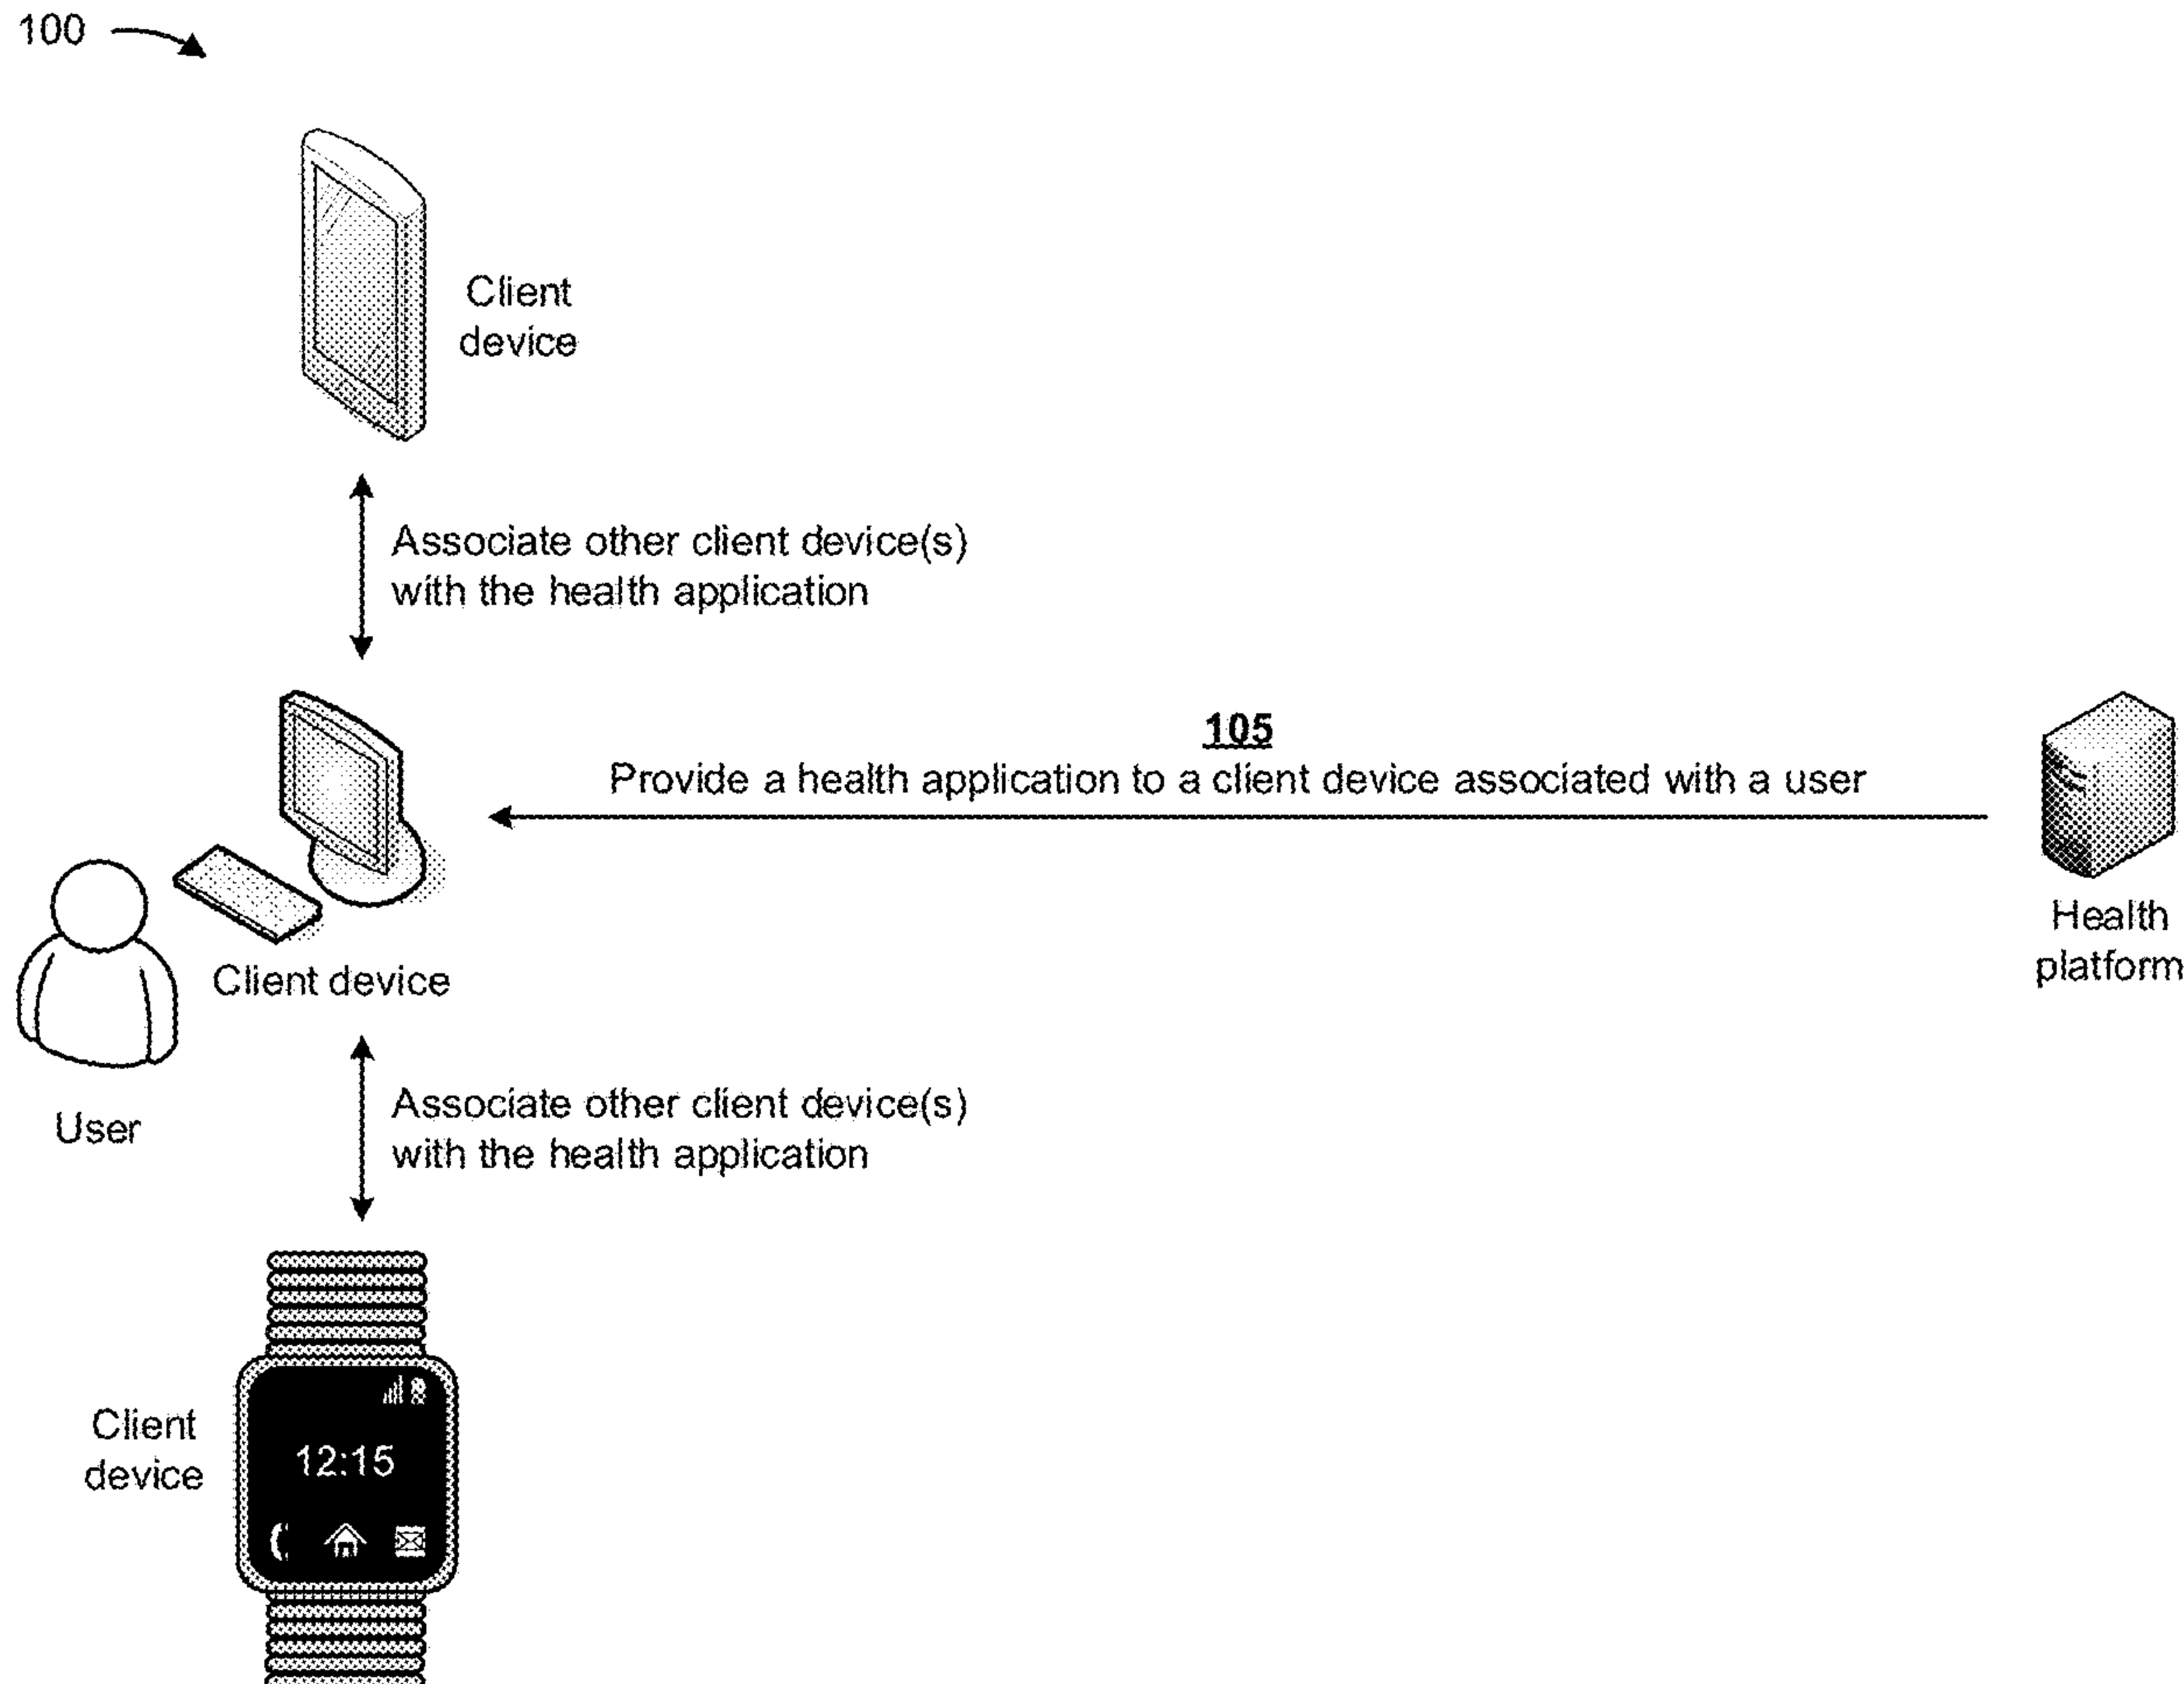 100
Client
device
Associate other client device(s)
with the health application
105
Provide a health application to a client device associated with a user
Health
platform
Client device
User
Associate other client device(s)
with the health application
Client
device
12:15